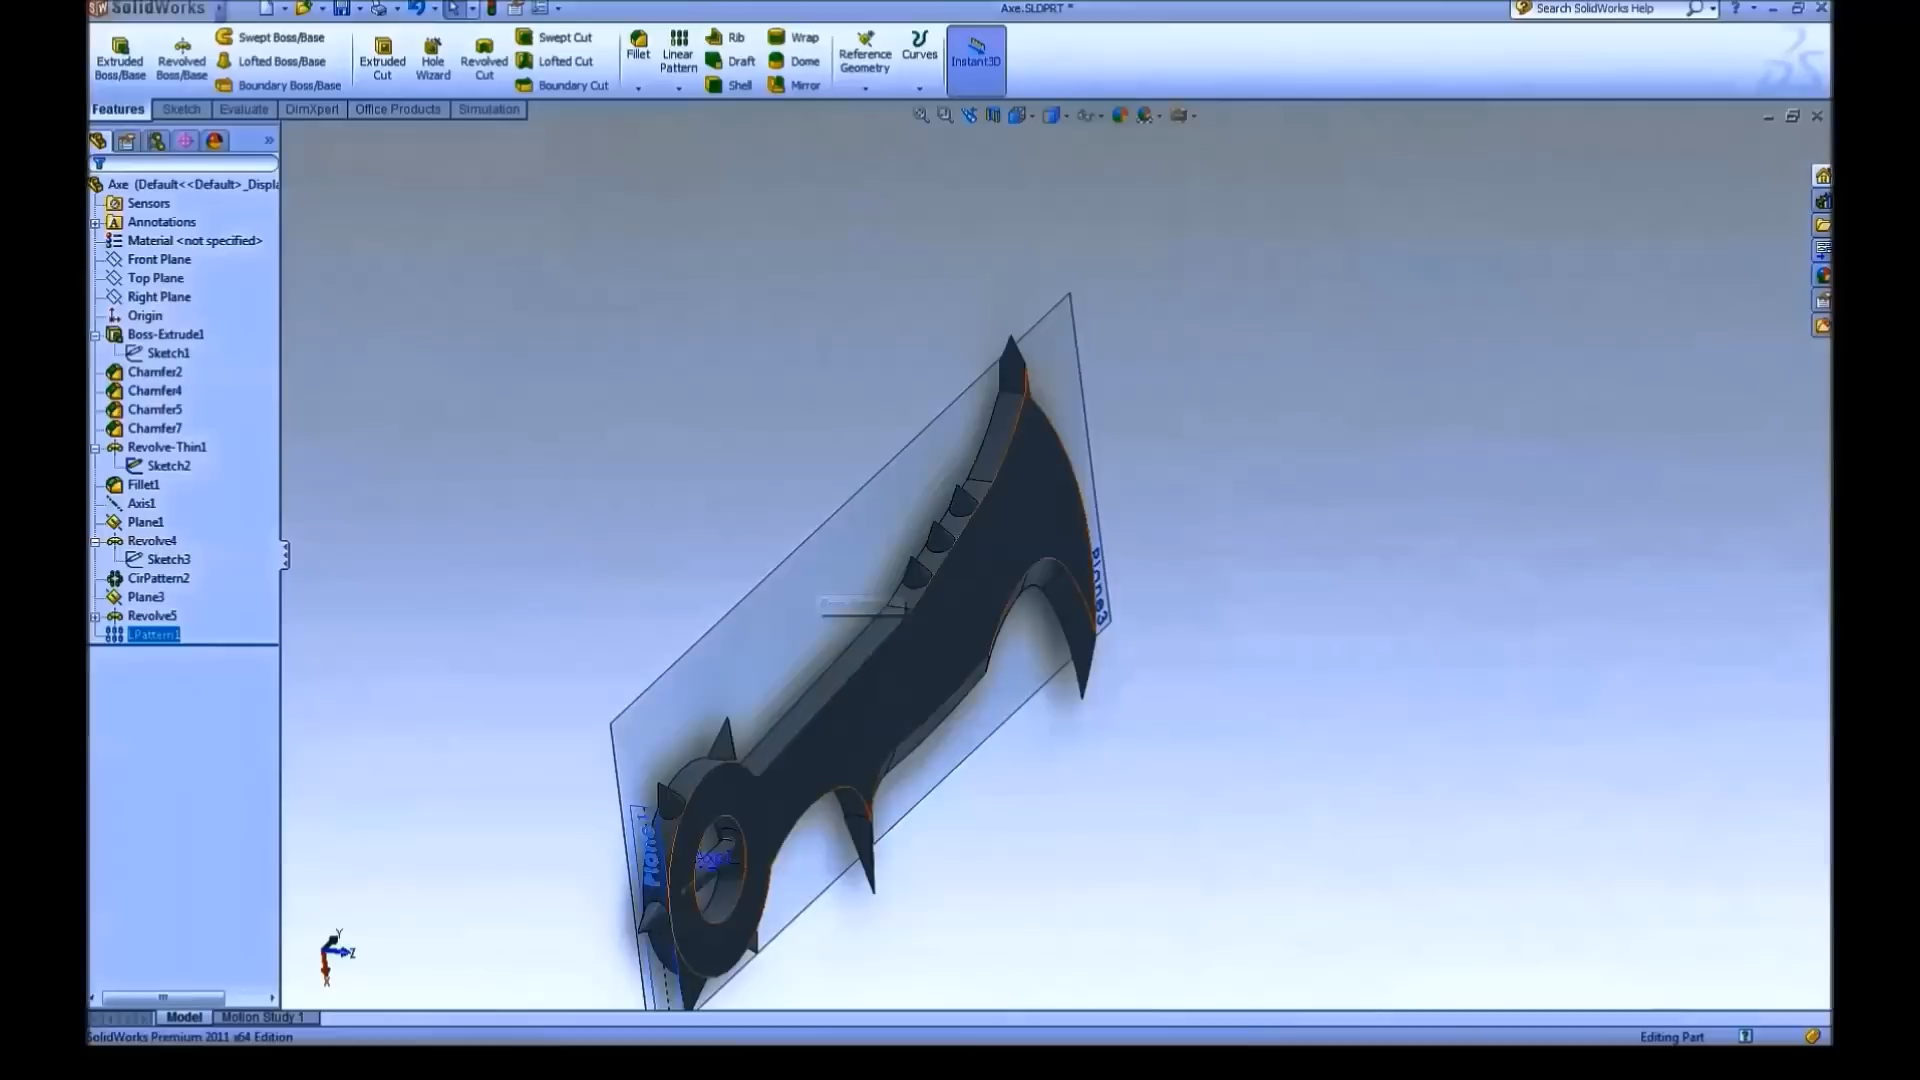 SolidWorks
Axe.SLDPRT *
Search SolidWorks Help
Extruded Boss/Base
Revolved Boss/Base
Swept Boss/Base
Lofted Boss/Base
Boundary Boss/Base
Extruded Cut
Hole Wizard
Revolved Cut
Swept Cut
Lofted Cut
Boundary Cut
Fillet
Linear Pattern
Rib
Draft
Shell
Wrap
Dome
Mirror
Reference Geometry
Curves
Instant3D
Features
Sketch
Evaluate
DimXpert
Office Products
Simulation
Axe (Default<<Default>_Displa
Sensors
Annotations
Material <not specified>
Front Plane
Top Plane
Right Plane
Origin
Boss-Extrude1
Sketch1
Chamfer2
Chamfer4
Chamfer5
Chamfer7
Revolve-Thin1
Sketch2
Fillet1
Axis1
Plane1
Revolve4
Sketch3
CirPattern2
Plane3
Revolve5
LPattern1
Plane3
Plane1
Axis1
Y
Z
X
Model
Motion Study 1
SolidWorks Premium 2011 x64 Edition
Editing Part